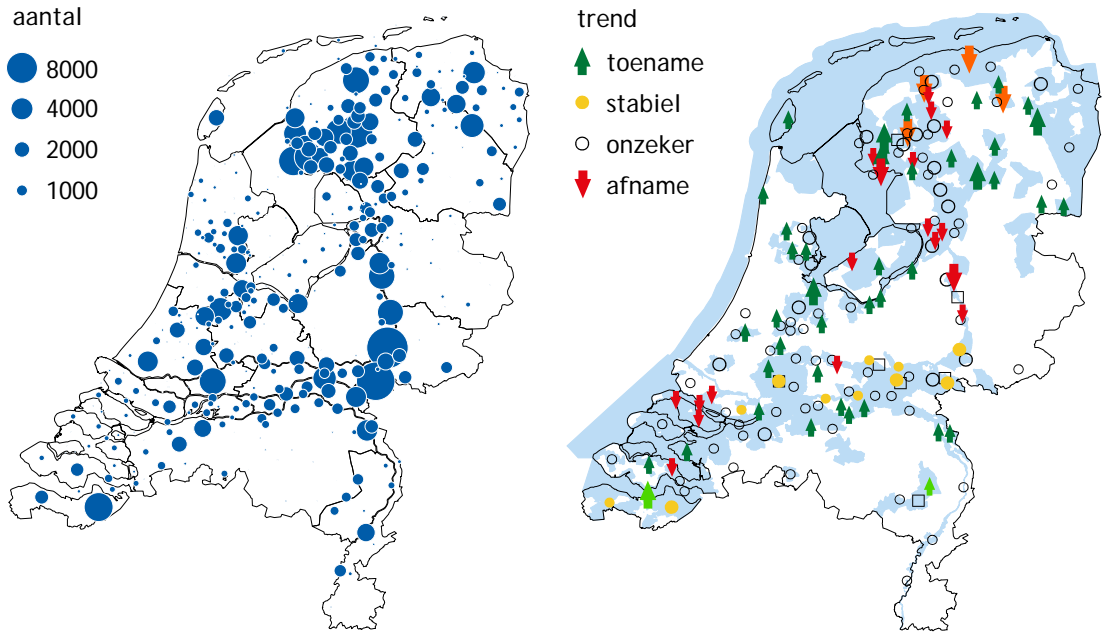 aantal
8000
4000
2000
1000
trend
toename
stabiel
onzeker
afname